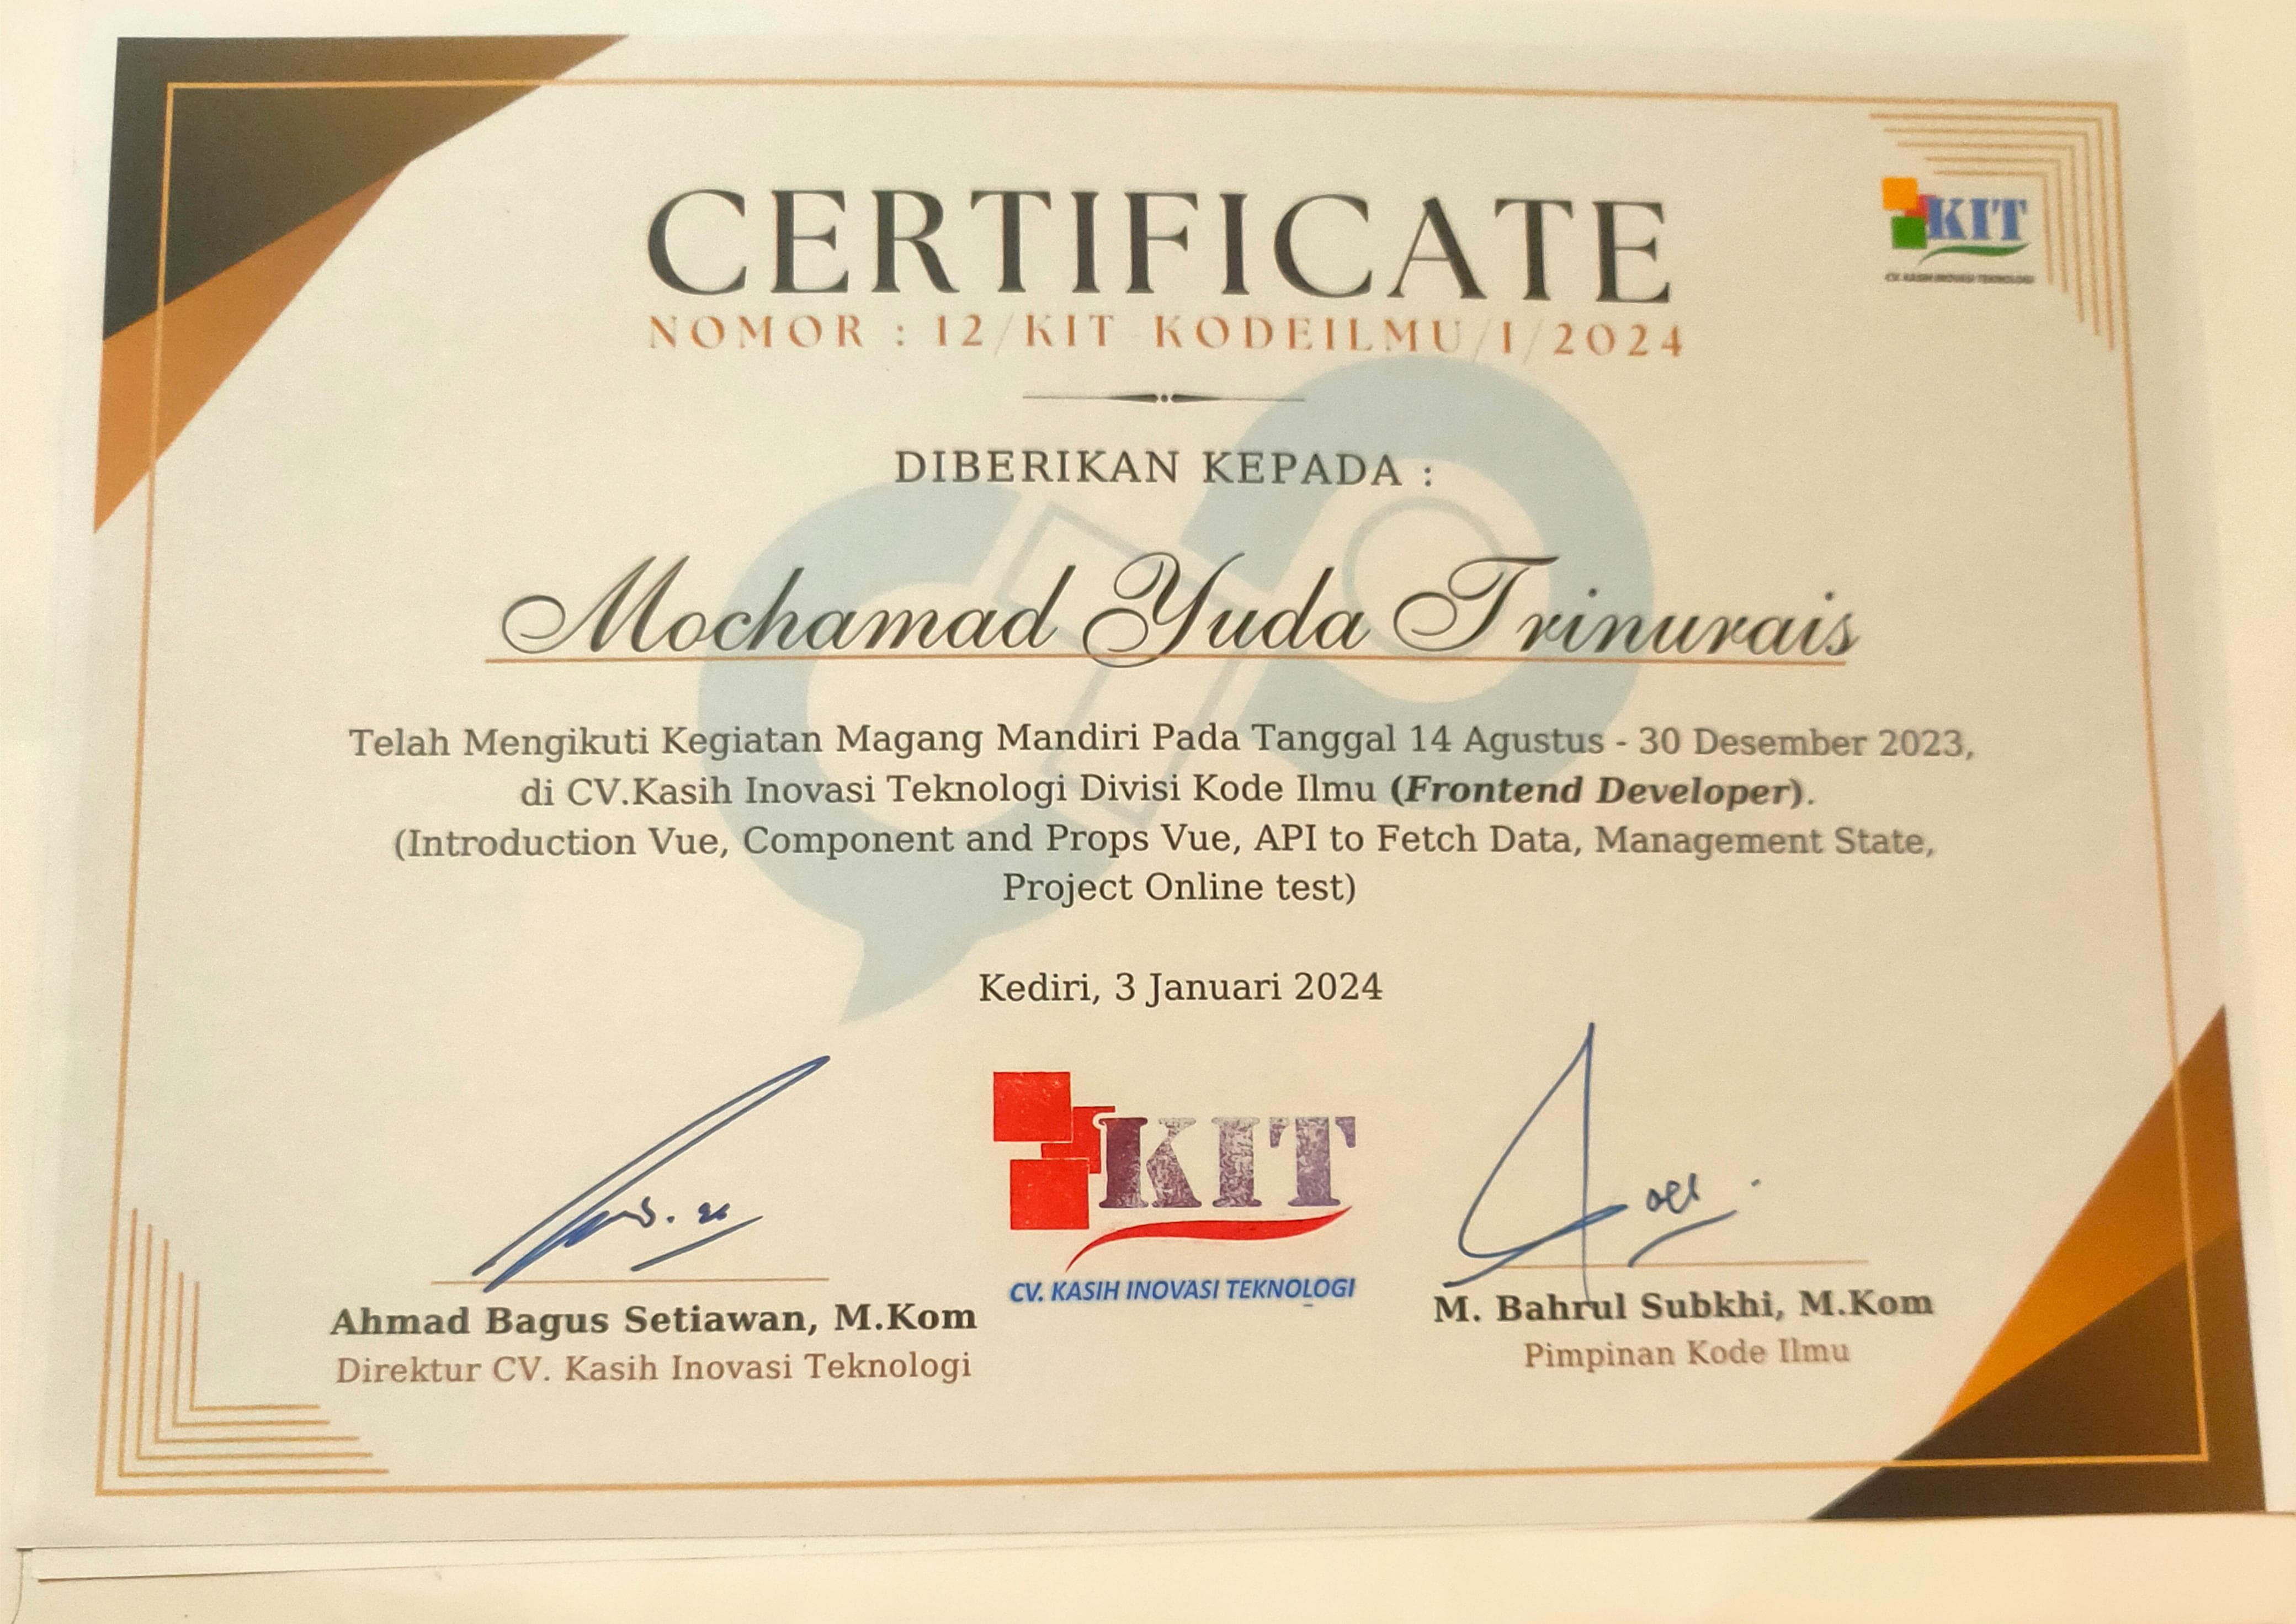 CERTIFICATE
NOMOR : 12/KIT KODEILMU/I/2024
KIT
CV. KASIH INOVASI TEKNOLOGI
DIBERIKAN KEPADA :
Mochamad Yuda Trinurais
Telah Mengikuti Kegiatan Magang Mandiri Pada Tanggal 14 Agustus - 30 Desember 2023,
di CV.Kasih Inovasi Teknologi Divisi Kode Ilmu (Frontend Developer).
(Introduction Vue, Component and Props Vue, API to Fetch Data, Management State,
Project Online test)
Kediri, 3 Januari 2024
KIT
CV. KASIH INOVASI TEKNOLOGI
Ahmad Bagus Setiawan, M.Kom
Direktur CV. Kasih Inovasi Teknologi
M. Bahrul Subkhi, M.Kom
Pimpinan Kode Ilmu